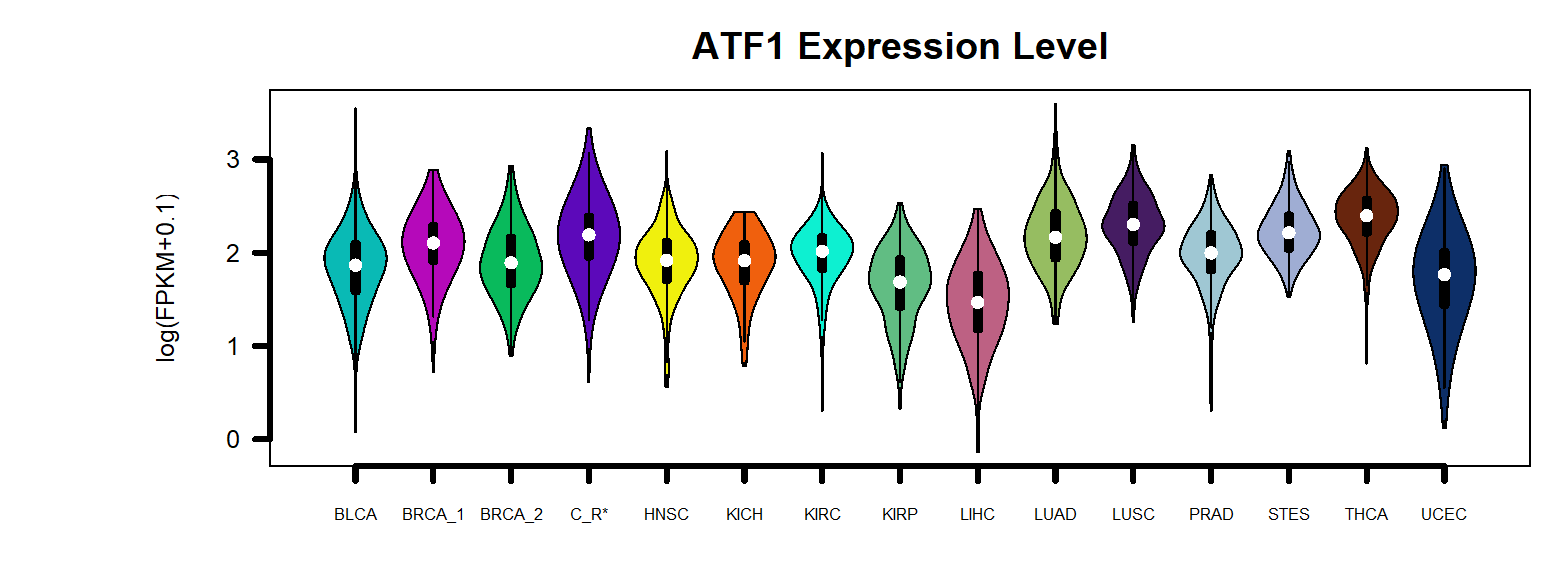 ATF1 Expression Level
log(FPKM+0.1)
3
2
1
0
BLCA BRCA_1 BRCA_2 C_R* HNSC KICH KIRC KIRP LIHC LUAD LUSC PRAD STES THCA UCEC